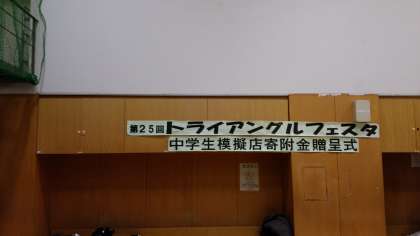 第25回トライアングルフェスタ
中学生模擬店寄附金贈呈式